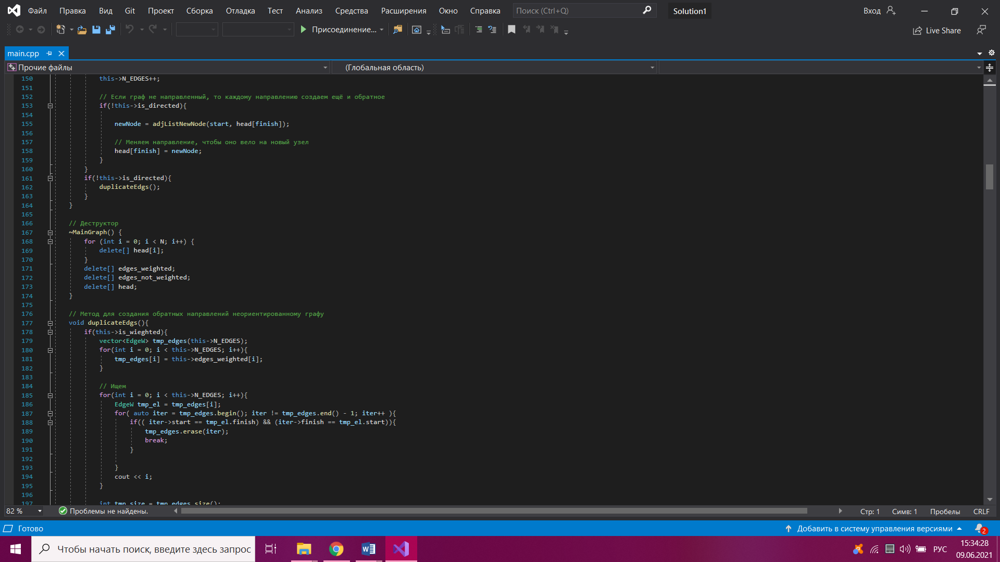 Файл Правка Вид Git Проект Сборка Отладка Тест Анализ Средства Расширения Окно Справка Поиск (Ctrl+Q) Solution1 Вход
Присоединение... Live Share
main.cpp
Прочие файлы (Глобальная область)
150 this->N_EDGES++;
151
152 // Если граф не направленный, то каждому направлению создаем ещё и обратное
153 if(!this->is_directed){
154
155 newNode = adjListNewNode(start, head[finish]);
156
157 // Меняем направление, чтобы оно вело на новый узел
158 head[finish] = newNode;
159 }
160 }
161 if(!this->is_directed){
162 duplicateEdgs();
163 }
164 }
165
166 // Деструктор
167 ~MainGraph() {
168 for (int i = 0; i < N; i++) {
169 delete[] head[i];
170 }
171 delete[] edges_weighted;
172 delete[] edges_not_weighted;
173 delete[] head;
174 }
175
176 // Метод для создания обратных направлений неориентированному графу
177 void duplicateEdgs(){
178 if(this->is_wieghted){
179 vector<EdgeW> tmp_edges(this->N_EDGES);
180 for(int i = 0; i < this->N_EDGES; i++){
181 tmp_edges[i] = this->edges_weighted[i];
182 }
183
184 // Ищем
185 for(int i = 0; i < this->N_EDGES; i++){
186 EdgeW tmp_el = tmp_edges[i];
187 for( auto iter = tmp_edges.begin(); iter != tmp_edges.end() - 1; iter++ ){
188 if(( iter->start == tmp_el.finish) && (iter->finish == tmp_el.start)){
189 tmp_edges.erase(iter);
190 break;
191 }
192
193 }
194 cout << i;
195 }
196
197 int tmp_size = tmp_edges.size();
82 % Проблемы не найдены. Стр: 1 Симв: 1 Пробелы CRLF
Готово Добавить в систему управления версиями 2
Чтобы начать поиск, введите здесь запрос РУС 15:34:28
09.06.2021